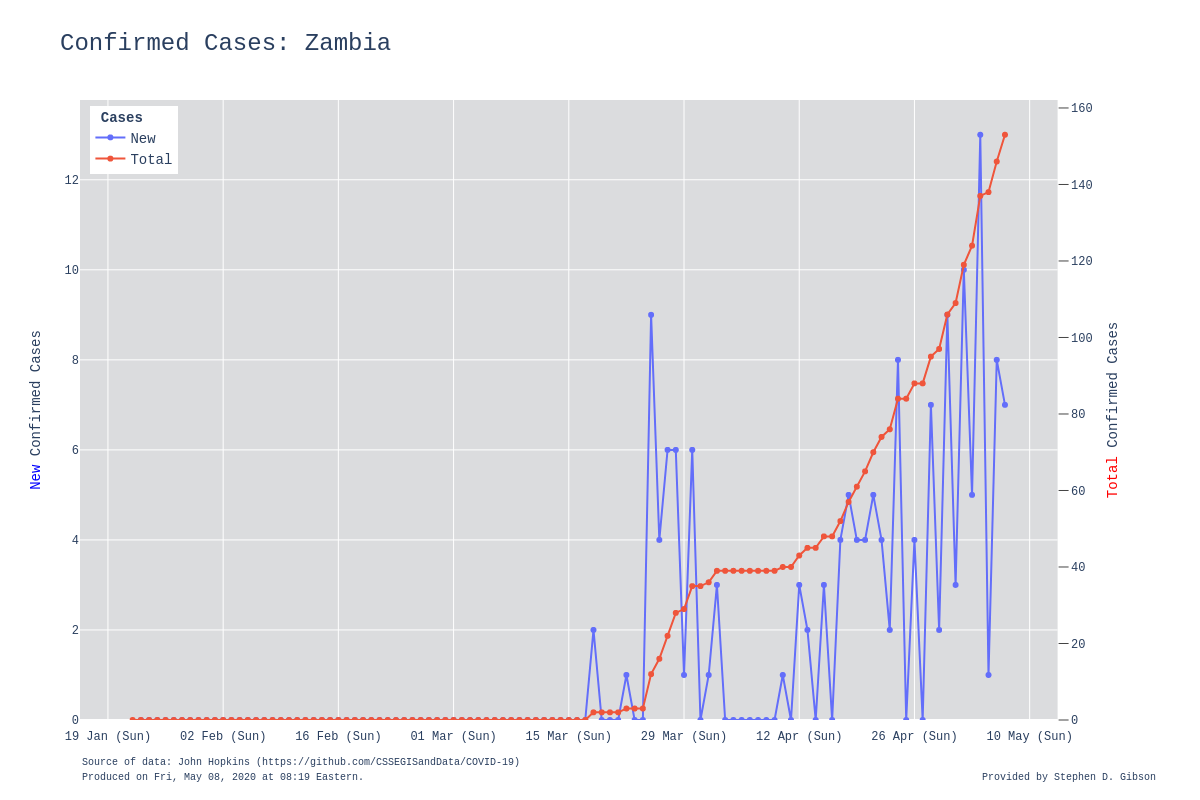 Confirmed Cases: Zambia
Cases
New
Total
160
140
120
100
80
60
40
20
0
12
10
8
6
4
2
0
New Confirmed Cases
Total Confirmed Cases
19 Jan (Sun) 02 Feb (Sun) 16 Feb (Sun) 01 Mar (Sun) 15 Mar (Sun) 29 Mar (Sun) 12 Apr (Sun) 26 Apr (Sun) 10 May (Sun)
Source of data: John Hopkins (https://github.com/CSSEGISandData/COVID-19)
Produced on Fri, May 08, 2020 at 08:19 Eastern.
Provided by Stephen D. Gibson